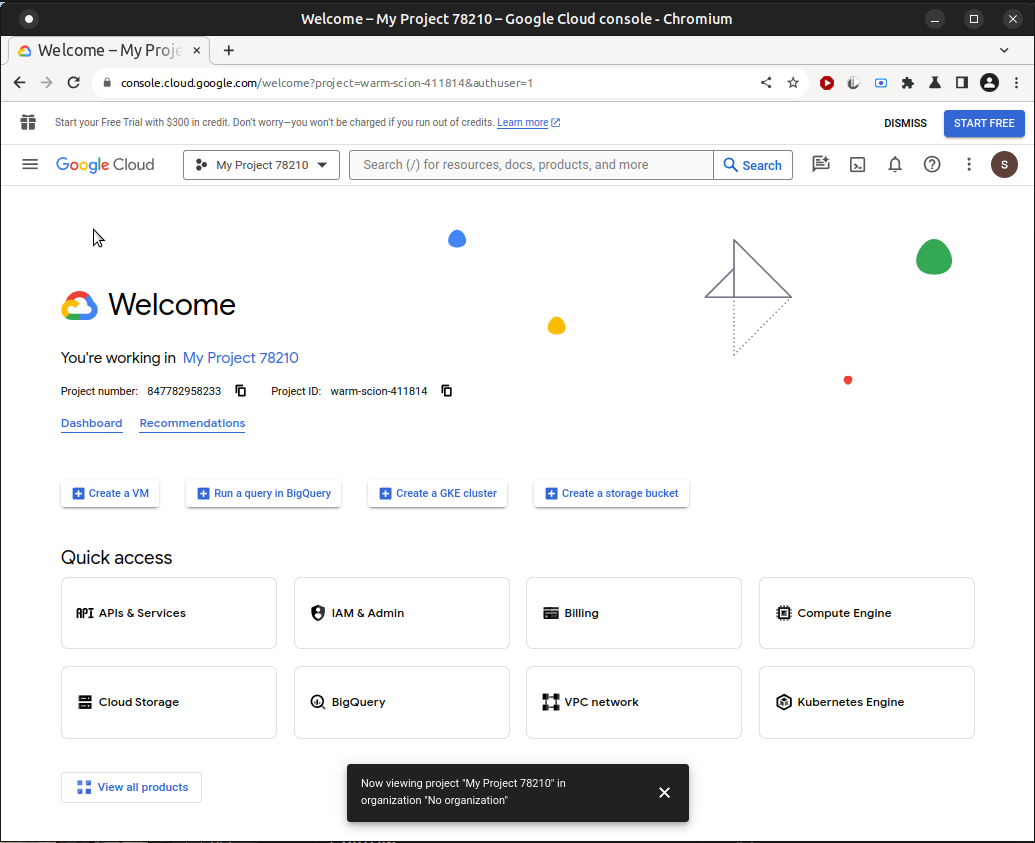 Welcome – My Project 78210 – Google Cloud console - Chromium
Welcome – My Proje
console.cloud.google.com/welcome?project=warm-scion-411814&authuser=1
Start your Free Trial with $300 in credit. Don't worry—you won't be charged if you run out of credits. Learn more
DISMISS
START FREE
Google Cloud
My Project 78210
Search (/) for resources, docs, products, and more
Search
S
Welcome
You're working in My Project 78210
Project number: 847782958233
Project ID: warm-scion-411814
Dashboard
Recommendations
Create a VM
Run a query in BigQuery
Create a GKE cluster
Create a storage bucket
Quick access
API APIs & Services
IAM & Admin
Billing
Compute Engine
Cloud Storage
BigQuery
VPC network
Kubernetes Engine
View all products
Now viewing project "My Project 78210" in
organization "No organization"